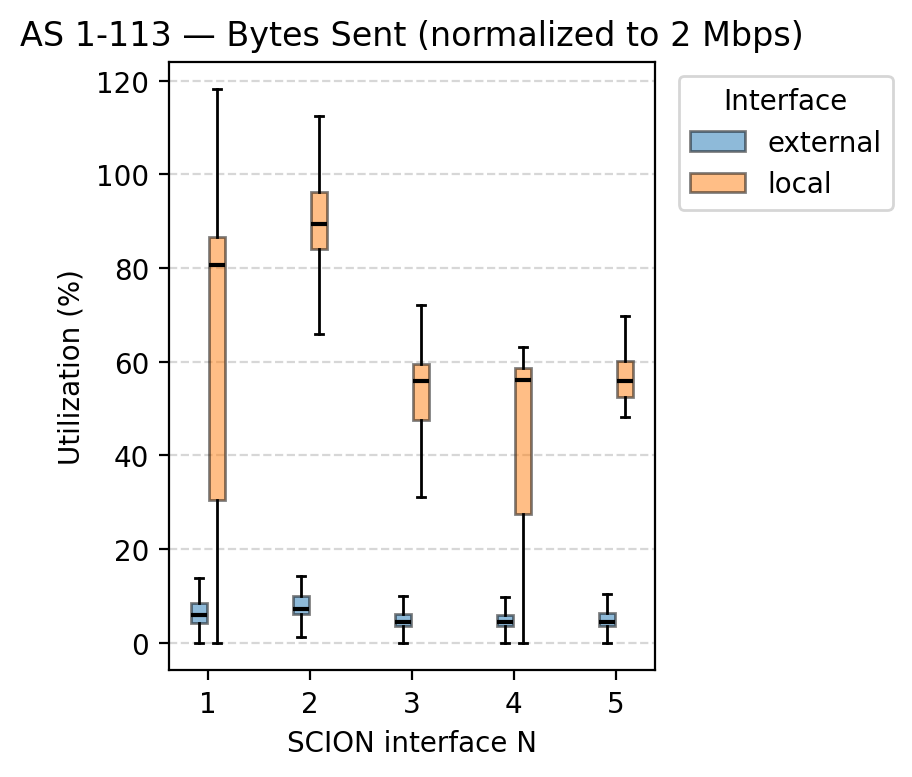 AS 1-113 — Bytes Sent (normalized to 2 Mbps)
Interface
external
local
Utilization (%)
120
100
80
60
40
20
0
1 2 3 4 5
SCION interface N